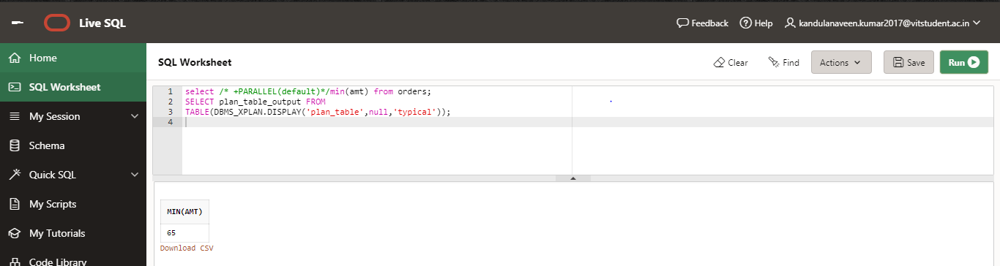 Live SQL
Feedback
Help
kandulanaveen.kumar2017@vitstudent.ac.in
Home
SQL Worksheet
My Session
Schema
Quick SQL
My Scripts
My Tutorials
Code Library
SQL Worksheet
Clear
Find
Actions
Save
Run
1 select /* +PARALLEL(default)*/min(amt) from orders;
2 SELECT plan_table_output FROM
3 TABLE(DBMS_XPLAN.DISPLAY('plan_table',null,'typical'));
4
MIN(AMT)
65
Download CSV